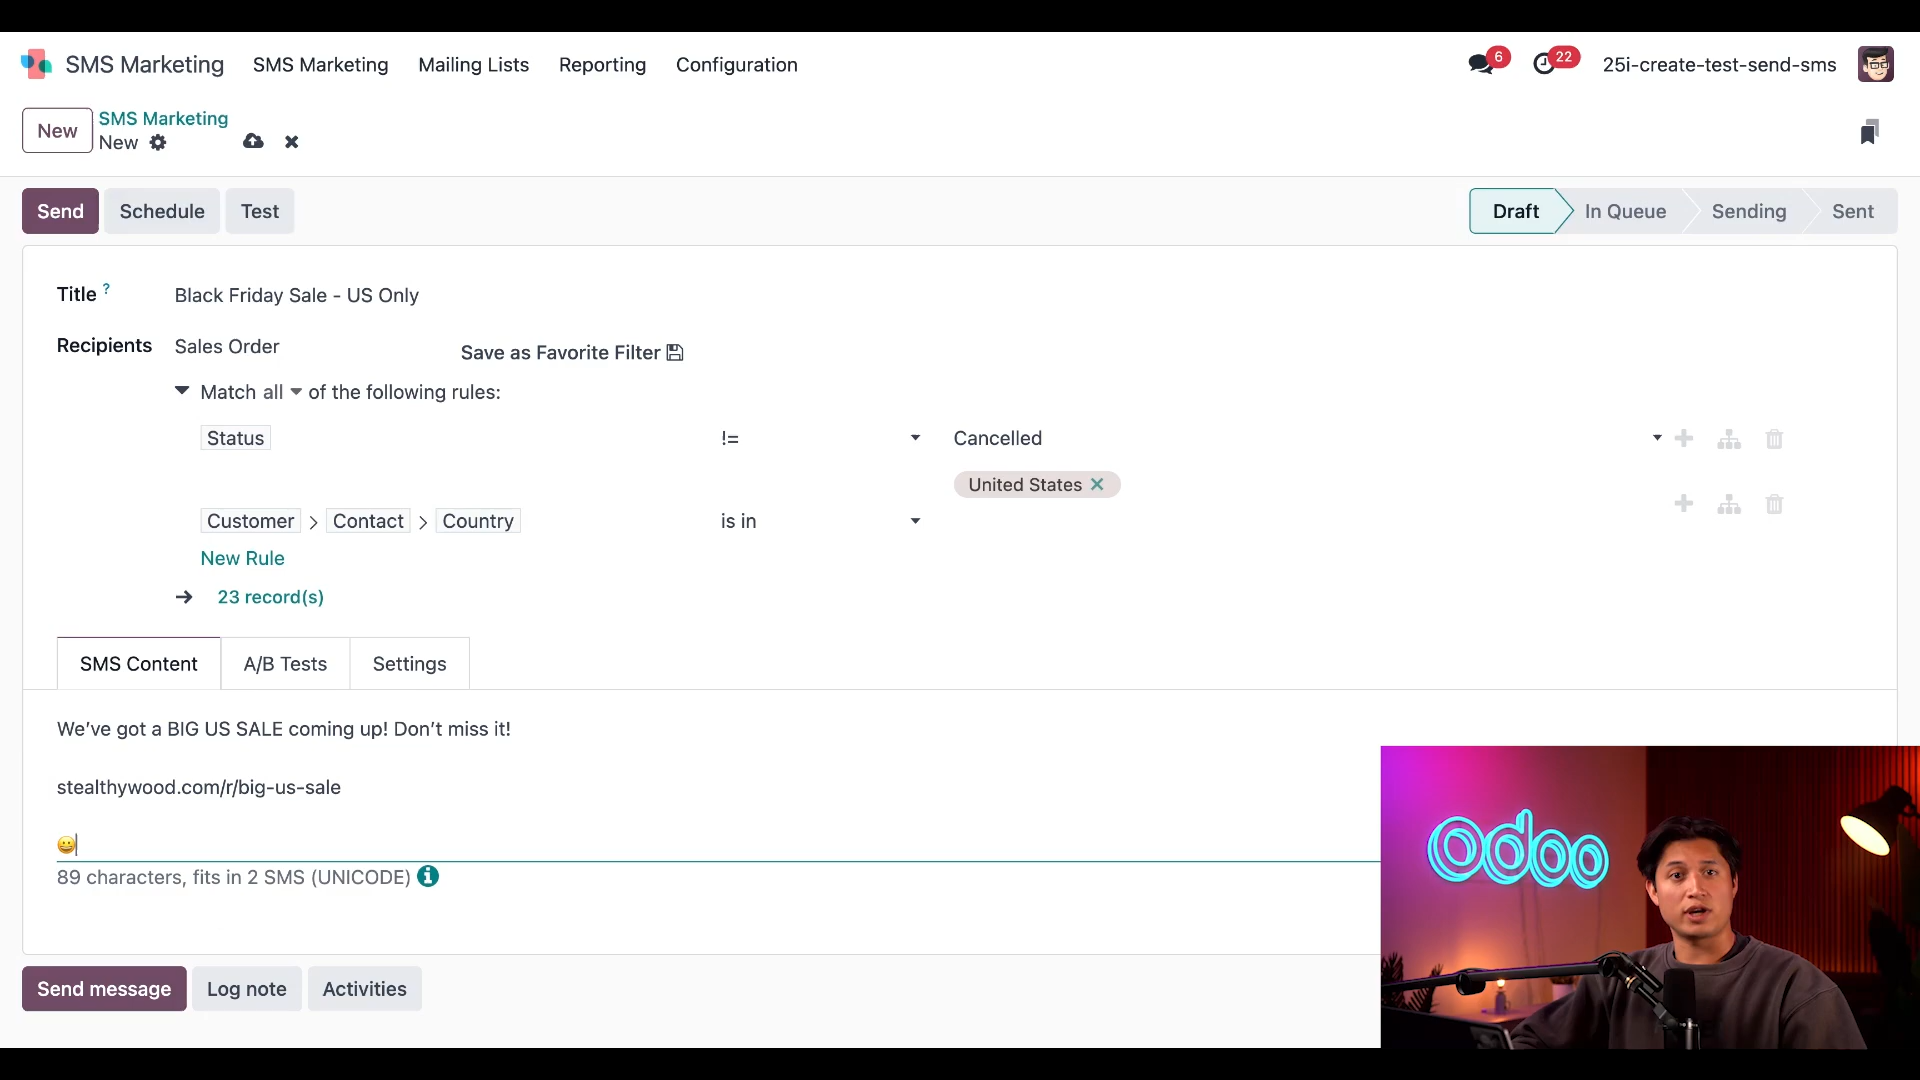 SMS Marketing SMS Marketing Mailing Lists Reporting Configuration 6 22 25i-create-test-send-sms
New SMS Marketing
New
Send Schedule Test Draft In Queue Sending Sent
Title ? Black Friday Sale - US Only
Recipients Sales Order Save as Favorite Filter
Match all of the following rules:
Status != Cancelled
United States
Customer > Contact > Country is in
New Rule
23 record(s)
SMS Content A/B Tests Settings
We’ve got a BIG US SALE coming up! Don’t miss it!
stealthywood.com/r/big-us-sale
😀
89 characters, fits in 2 SMS (UNICODE)
odoo
Send message Log note Activities